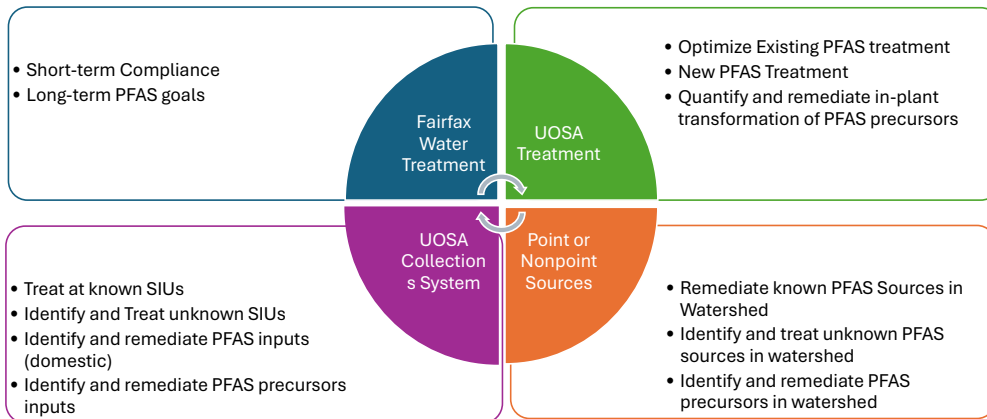 • Short-term Compliance
• Long-term PFAS goals
• Optimize Existing PFAS treatment
• New PFAS Treatment
• Quantify and remediate in-plant
transformation of PFAS precursors
Fairfax
Water
Treatment
UOSA
Treatment
UOSA
Collection
s System
Point or
Nonpoint
Sources
• Treat at known SIUs
• Identify and Treat unknown SIUs
• Identify and remediate PFAS inputs
(domestic)
• Identify and remediate PFAS precursors
inputs
• Remediate known PFAS Sources in
Watershed
• Identify and treat unknown PFAS
sources in watershed
• Identify and remediate PFAS
precursors in watershed